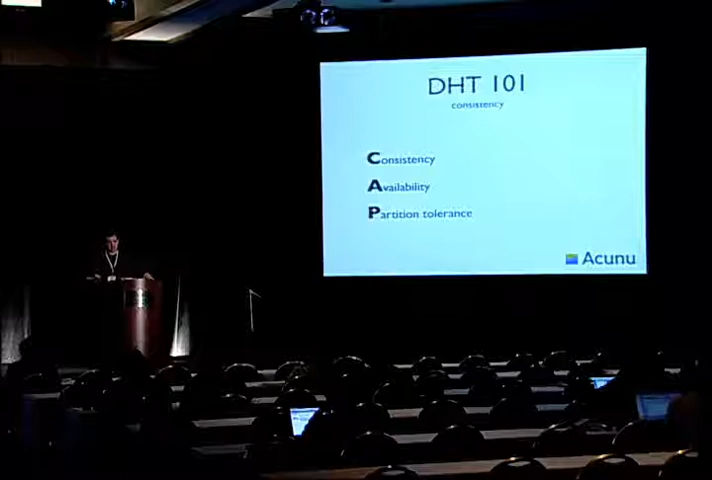 DHT 101
consistency
Consistency
Availability
Partition tolerance
Acunu